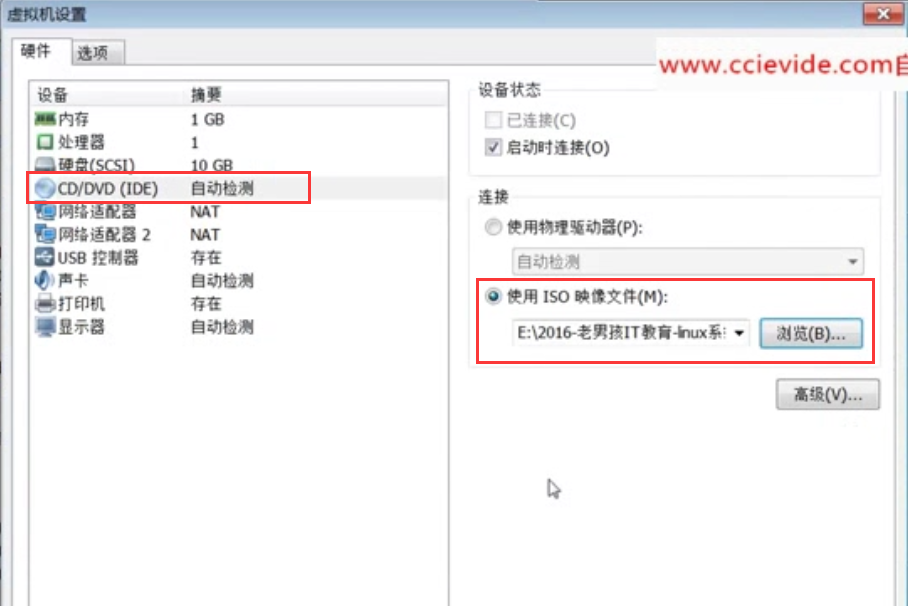 虚拟机设置
硬件 选项
www.ccievide.com自
设备 摘要
内存 1 GB
处理器 1
硬盘(SCSI) 10 GB
CD/DVD (IDE) 自动检测
网络适配器 NAT
网络适配器 2 NAT
USB 控制器 存在
声卡 自动检测
打印机 存在
显示器 自动检测
设备状态
已连接(C)
启动时连接(O)
连接
使用物理驱动器(P):
自动检测
使用 ISO 映像文件(M):
E:\2016-老男孩IT教育-linux系 浏览(B)...
高级(V)...